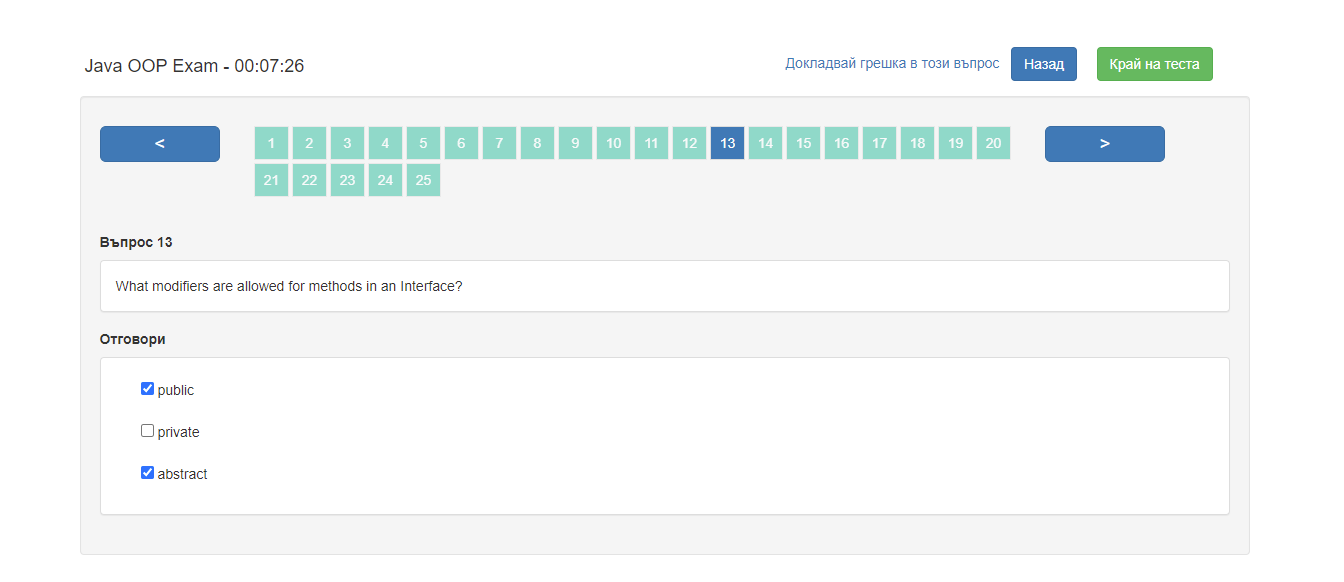 Java OOP Exam - 00:07:26
Докладвай грешка в този въпрос
Назад
Край на теста
<
1 2 3 4 5 6 7 8 9 10 11 12 13 14 15 16 17 18 19 20
>
21 22 23 24 25
Въпрос 13
What modifiers are allowed for methods in an Interface?
Отговори
public
private
abstract